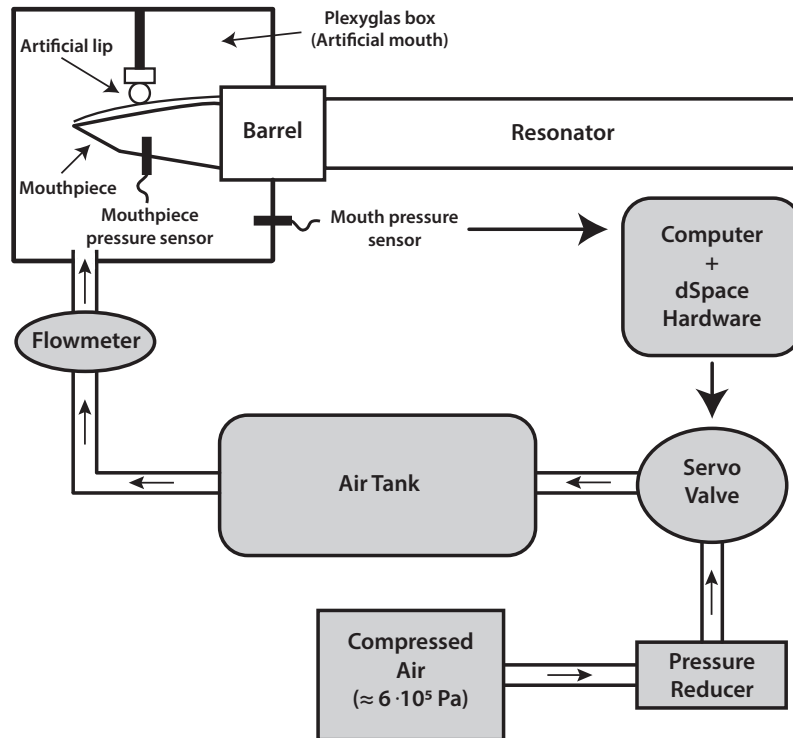 Plexyglas box
(Artificial mouth)
Artificial lip
Barrel
Resonator
Mouthpiece
Mouthpiece
pressure sensor
Mouth pressure
sensor
Computer
+
dSpace
Hardware
Flowmeter
Air Tank
Servo
Valve
Compressed
Air
(≈ 6 ·10⁵ Pa)
Pressure
Reducer